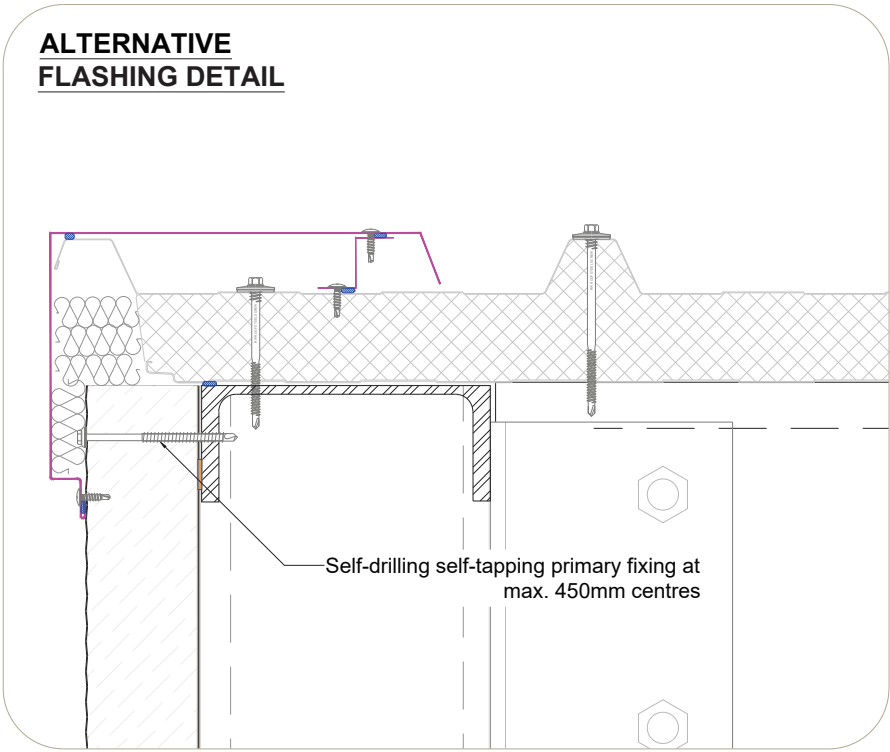 ALTERNATIVE
FLASHING DETAIL
Self-drilling self-tapping primary fixing at
max. 450mm centres